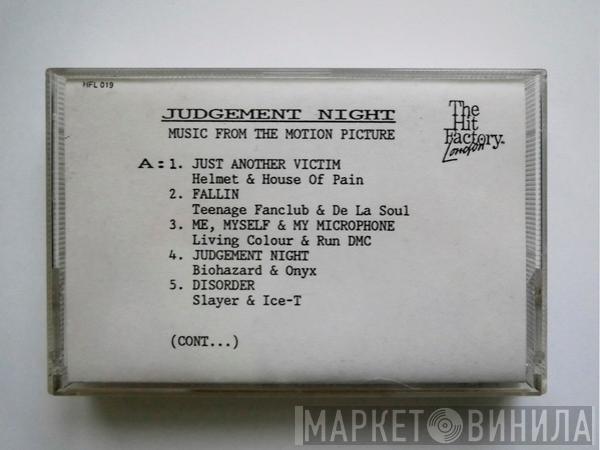 HFL 019
JUDGEMENT NIGHT
MUSIC FROM THE MOTION PICTURE
The
Hit
Factory
London
A: 1. JUST ANOTHER VICTIM
Helmet & House Of Pain
2. FALLIN
Teenage Fanclub & De La Soul
3. ME, MYSELF & MY MICROPHONE
Living Colour & Run DMC
4. JUDGEMENT NIGHT
Biohazard & Onyx
5. DISORDER
Slayer & Ice-T
(CONT...)
МАРКЕТ ВИНИЛА